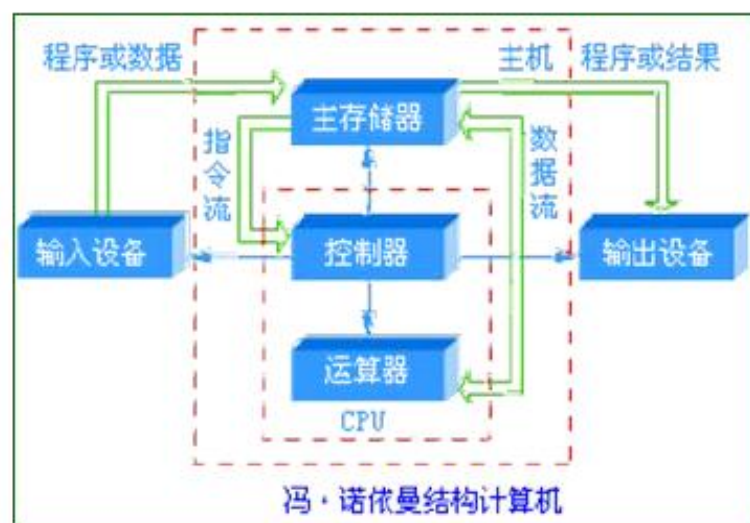 程序或数据
主机
程序或结果
主存储器
指令流
数据流
输入设备
控制器
输出设备
运算器
CPU
冯·诺依曼结构计算机